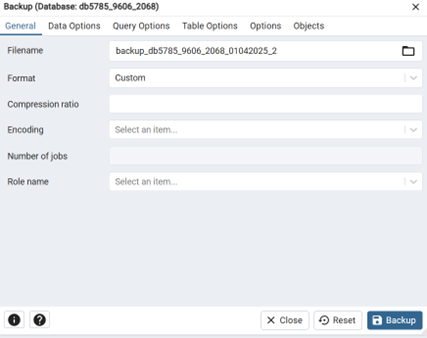 Backup (Database: db5785_9606_2068)
General Data Options Query Options Table Options Options Objects
Filename backup_db5785_9606_2068_01042025_2
Format Custom
Compression ratio
Encoding Select an item...
Number of jobs
Role name Select an item...
Close Reset Backup